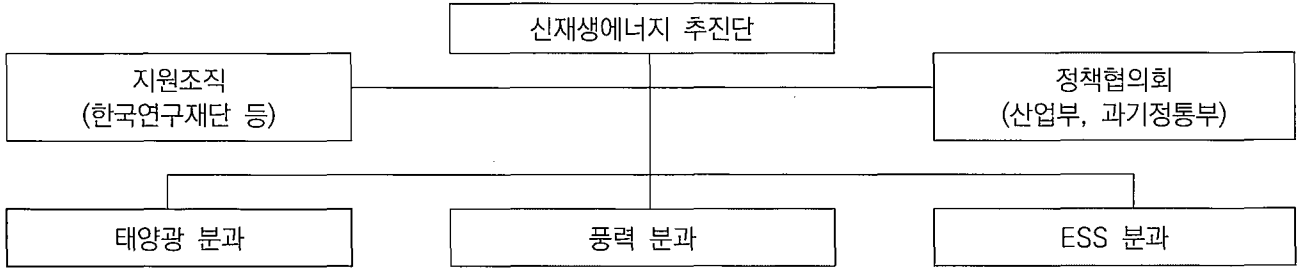 신재생에너지 추진단
지원조직
(한국연구재단 등)
정책협의회
(산업부, 과기정통부)
태양광 분과
풍력 분과
ESS 분과